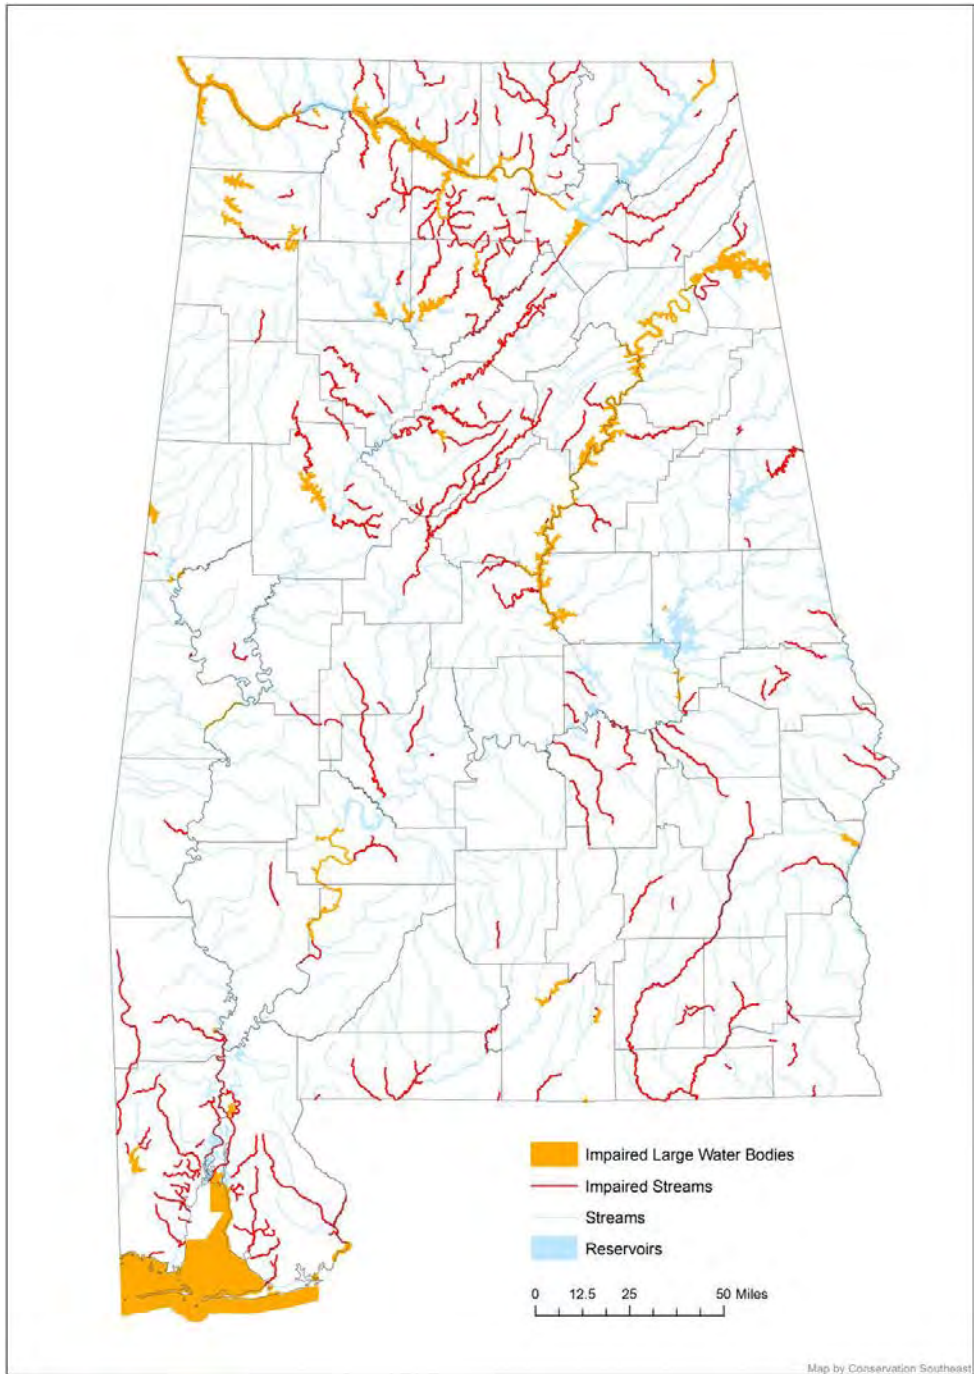 Impaired Large Water Bodies
Impaired Streams
Streams
Reservoirs
0 12.5 25 50 Miles
Map by Conservation Southeast